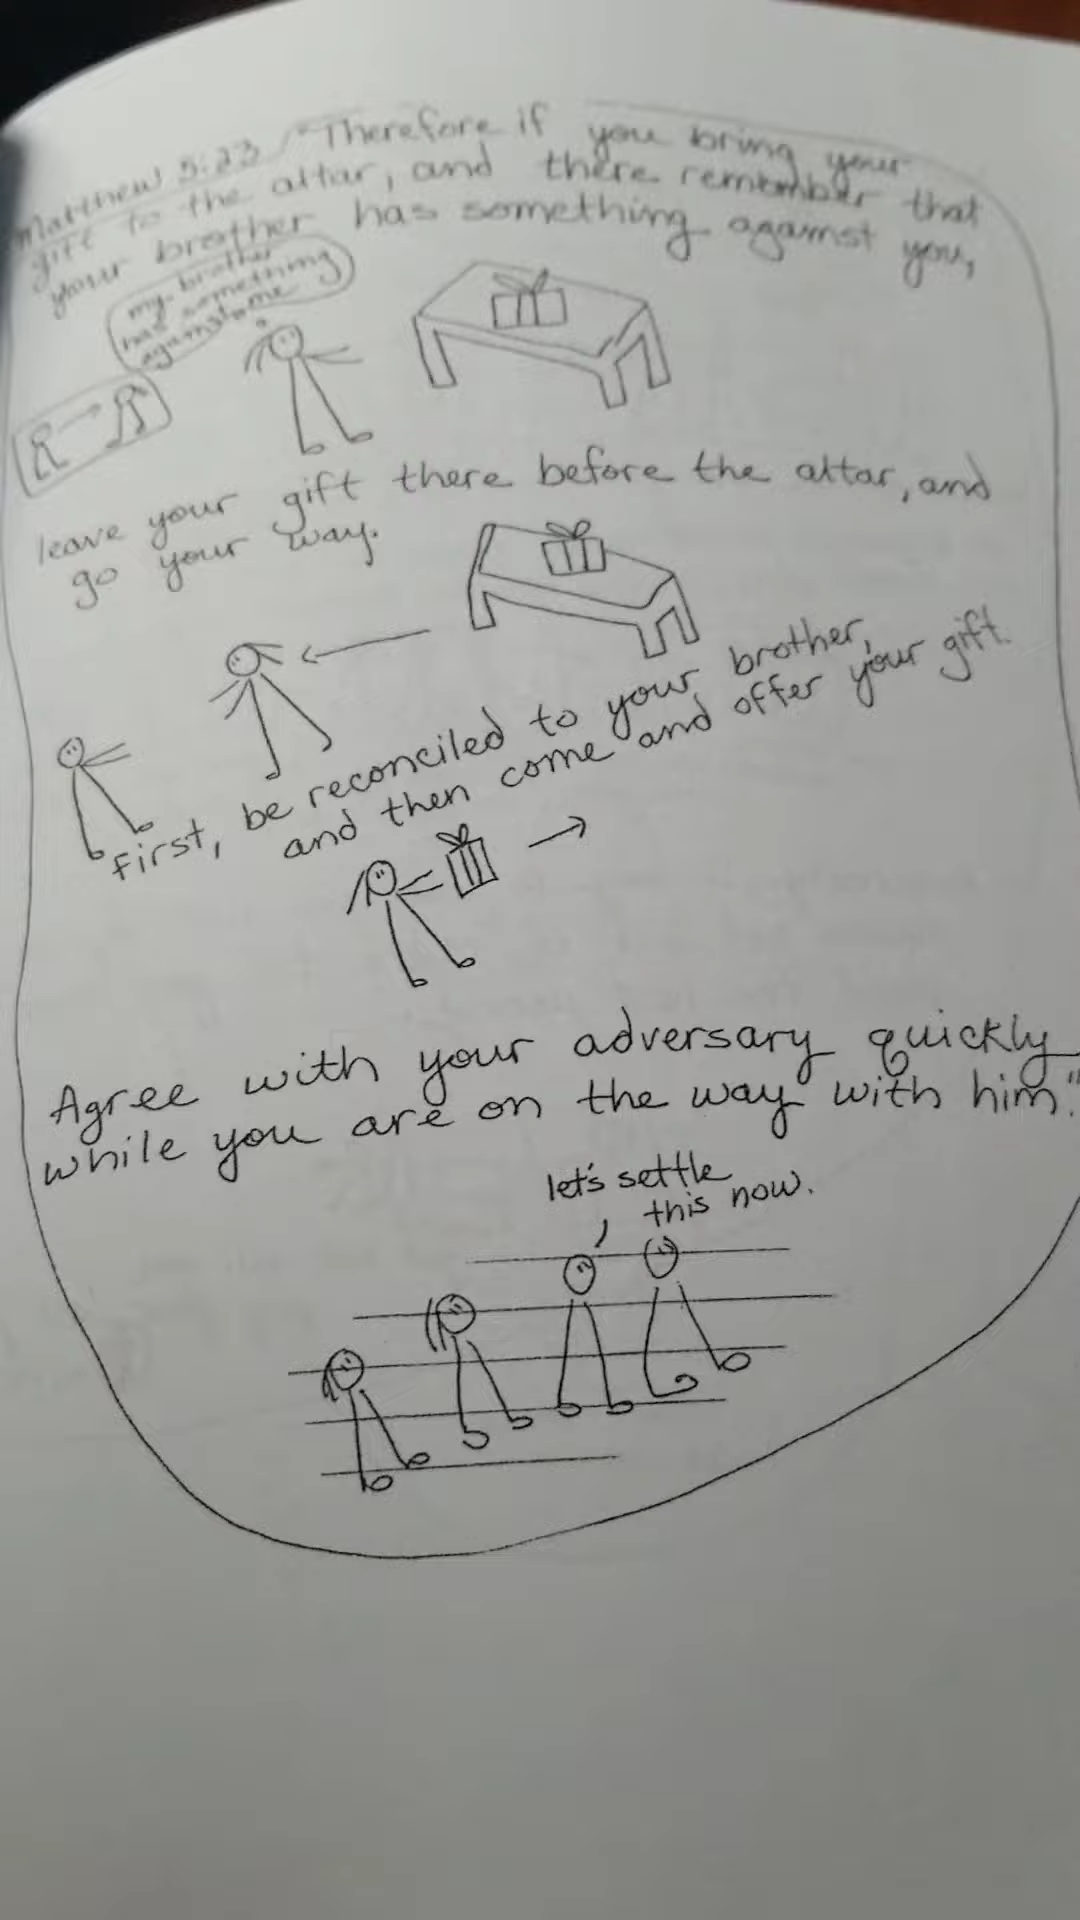 Matthew 5:23 "Therefore if you bring your
gift to the altar, and there remember that
your brother has something against you,
my brother
has something
against me
leave your gift there before the altar, and
go your way.
first, be reconciled to your brother,
and then come and offer your gift.
Agree with your adversary quickly
while you are on the way with him."
let's settle
this now.